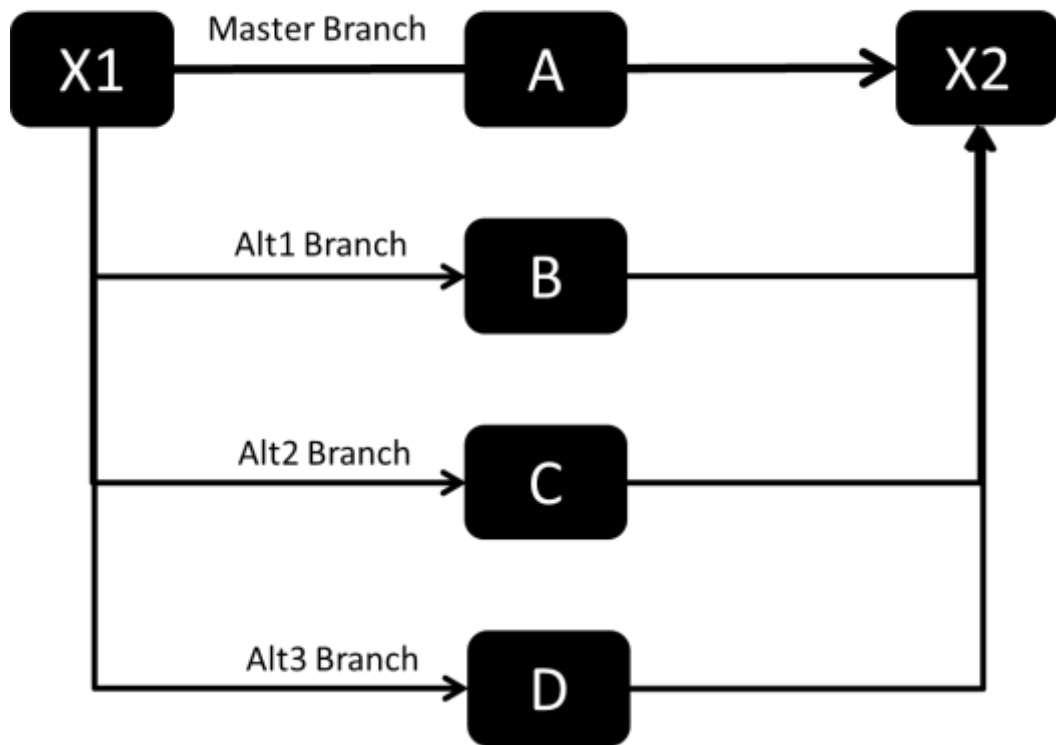 Master Branch
X1
A
X2
Alt1 Branch
B
Alt2 Branch
C
Alt3 Branch
D